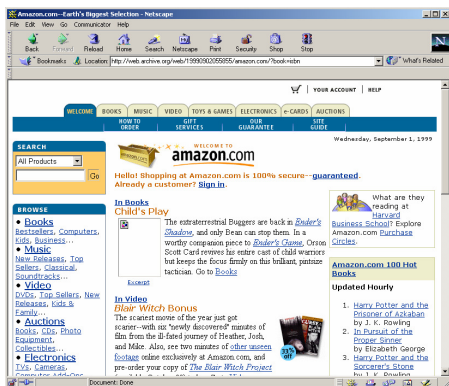 Amazon.com--Earth's Biggest Selection - Netscape
File Edit View Go Communicator Help
Back Forward Reload Home Search Netscape Print Security Shop Stop
N
Bookmarks Location: http://web.archive.org/web/19990902055855/amazon.com/?book=isbn What's Related
YOUR ACCOUNT | HELP
WELCOME BOOKS MUSIC VIDEO TOYS & GAMES ELECTRONICS e-CARDS AUCTIONS
HOW TO ORDER GIFT SERVICES OUR GUARANTEE SITE GUIDE
Wednesday, September 1, 1999
SEARCH
All Products
Go
WELCOME TO
amazon.com
Hello! Shopping at Amazon.com is 100% secure--guaranteed.
Already a customer? Sign in.
BROWSE
• Books
Bestsellers, Computers,
Kids, Business...
• Music
New Releases, Top
Sellers, Classical,
Soundtracks...
• Video
DVDs, Top Sellers, New
Releases, Kids &
Family...
• Auctions
Books, CDs, Photo
Equipment,
Collectibles...
• Electronics
TVs, Cameras,
Computer Add-Ons,
In Books
Child's Play
The extraterrestrial Buggers are back in Ender's
Shadow, and only Bean can stop them. In a
worthy companion piece to Ender's Game, Orson
Scott Card revives his entire cast of child warriors
but keeps the focus firmly on this brilliant, pintsize
tactician. Go to Books
Excerpt
In Video
Blair Witch Bonus
The scariest movie of the year just got
scarier--with six "newly discovered" minutes of
film from the ill-fated journey of Heather, Josh,
and Mike. Also, see two minutes of other unseen
footage online exclusively at Amazon.com, and
pre-order your copy of The Blair Witch Project
33% off
What are they
reading at
Harvard
Business School? Explore
Amazon.com Purchase
Circles.
Amazon.com 100 Hot
Books
Updated Hourly
1. Harry Potter and the
Prisoner of Azkaban
by J. K. Rowling
2. In Pursuit of the
Proper Sinner
by Elizabeth George
3. Harry Potter and the
Sorcerer's Stone
by J. K. Rowling
Document: Done